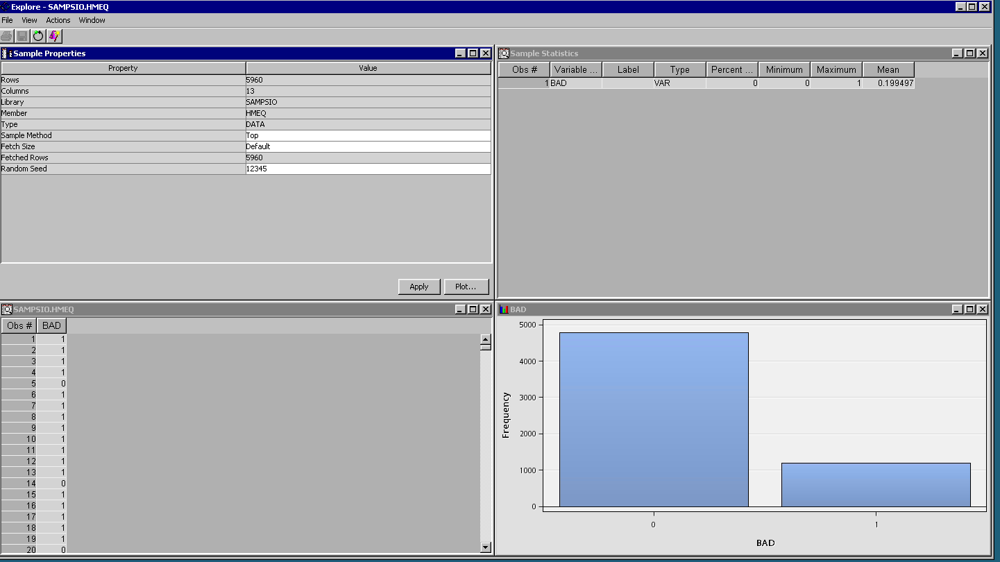 Explore - SAMPSIO.HMEQ
File View Actions Window
Sample Properties
Property Value
Rows 5960
Columns 13
Library SAMPSIO
Member HMEQ
Type DATA
Sample Method Top
Fetch Size Default
Fetched Rows 5960
Random Seed 12345
Apply Plot...
Sample Statistics
Obs # Variable ... Label Type Percent ... Minimum Maximum Mean
1 BAD VAR 0 0 1 0.199497
SAMPSIO.HMEQ
Obs # BAD
1 1
2 1
3 1
4 1
5 0
6 1
7 1
8 1
9 1
10 1
11 1
12 1
13 1
14 0
15 1
16 1
17 1
18 1
19 1
20 0
BAD
Frequency
5000
4000
3000
2000
1000
0
0 1
BAD